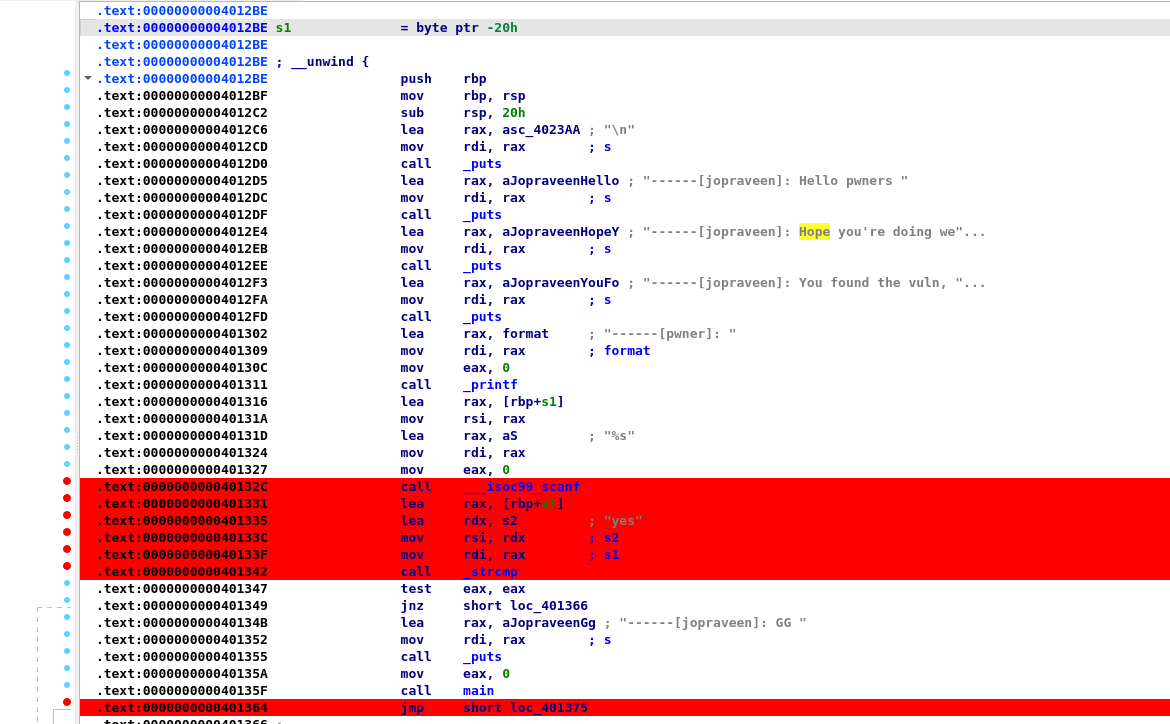 .text:00000000004012BE
.text:00000000004012BE s1 = byte ptr -20h
.text:00000000004012BE
.text:00000000004012BE ; __unwind {
.text:00000000004012BE push rbp
.text:00000000004012BF mov rbp, rsp
.text:00000000004012C2 sub rsp, 20h
.text:00000000004012C6 lea rax, asc_4023AA ; "\n"
.text:00000000004012CD mov rdi, rax ; s
.text:00000000004012D0 call _puts
.text:00000000004012D5 lea rax, aJopraveenHello ; "------[jopraveen]: Hello pwners "
.text:00000000004012DC mov rdi, rax ; s
.text:00000000004012DF call _puts
.text:00000000004012E4 lea rax, aJopraveenHopeY ; "------[jopraveen]: Hope you're doing we"...
.text:00000000004012EB mov rdi, rax ; s
.text:00000000004012EE call _puts
.text:00000000004012F3 lea rax, aJopraveenYouFo ; "------[jopraveen]: You found the vuln, "...
.text:00000000004012FA mov rdi, rax ; s
.text:00000000004012FD call _puts
.text:0000000000401302 lea rax, format ; "------[pwner]: "
.text:0000000000401309 mov rdi, rax ; format
.text:000000000040130C mov eax, 0
.text:0000000000401311 call _printf
.text:0000000000401316 lea rax, [rbp+s1]
.text:000000000040131A mov rsi, rax
.text:000000000040131D lea rax, aS ; "%s"
.text:0000000000401324 mov rdi, rax
.text:0000000000401327 mov eax, 0
.text:000000000040132C call ___isoc99_scanf
.text:0000000000401331 lea rax, [rbp+s1]
.text:0000000000401335 lea rdx, s2 ; "yes"
.text:000000000040133C mov rsi, rdx ; s2
.text:000000000040133F mov rdi, rax ; s1
.text:0000000000401342 call _strcmp
.text:0000000000401347 test eax, eax
.text:0000000000401349 jnz short loc_401366
.text:000000000040134B lea rax, aJopraveenGg ; "------[jopraveen]: GG "
.text:0000000000401352 mov rdi, rax ; s
.text:0000000000401355 call _puts
.text:000000000040135A mov eax, 0
.text:000000000040135F call main
.text:0000000000401364 jmp short loc_401375
.text:0000000000401366 ;